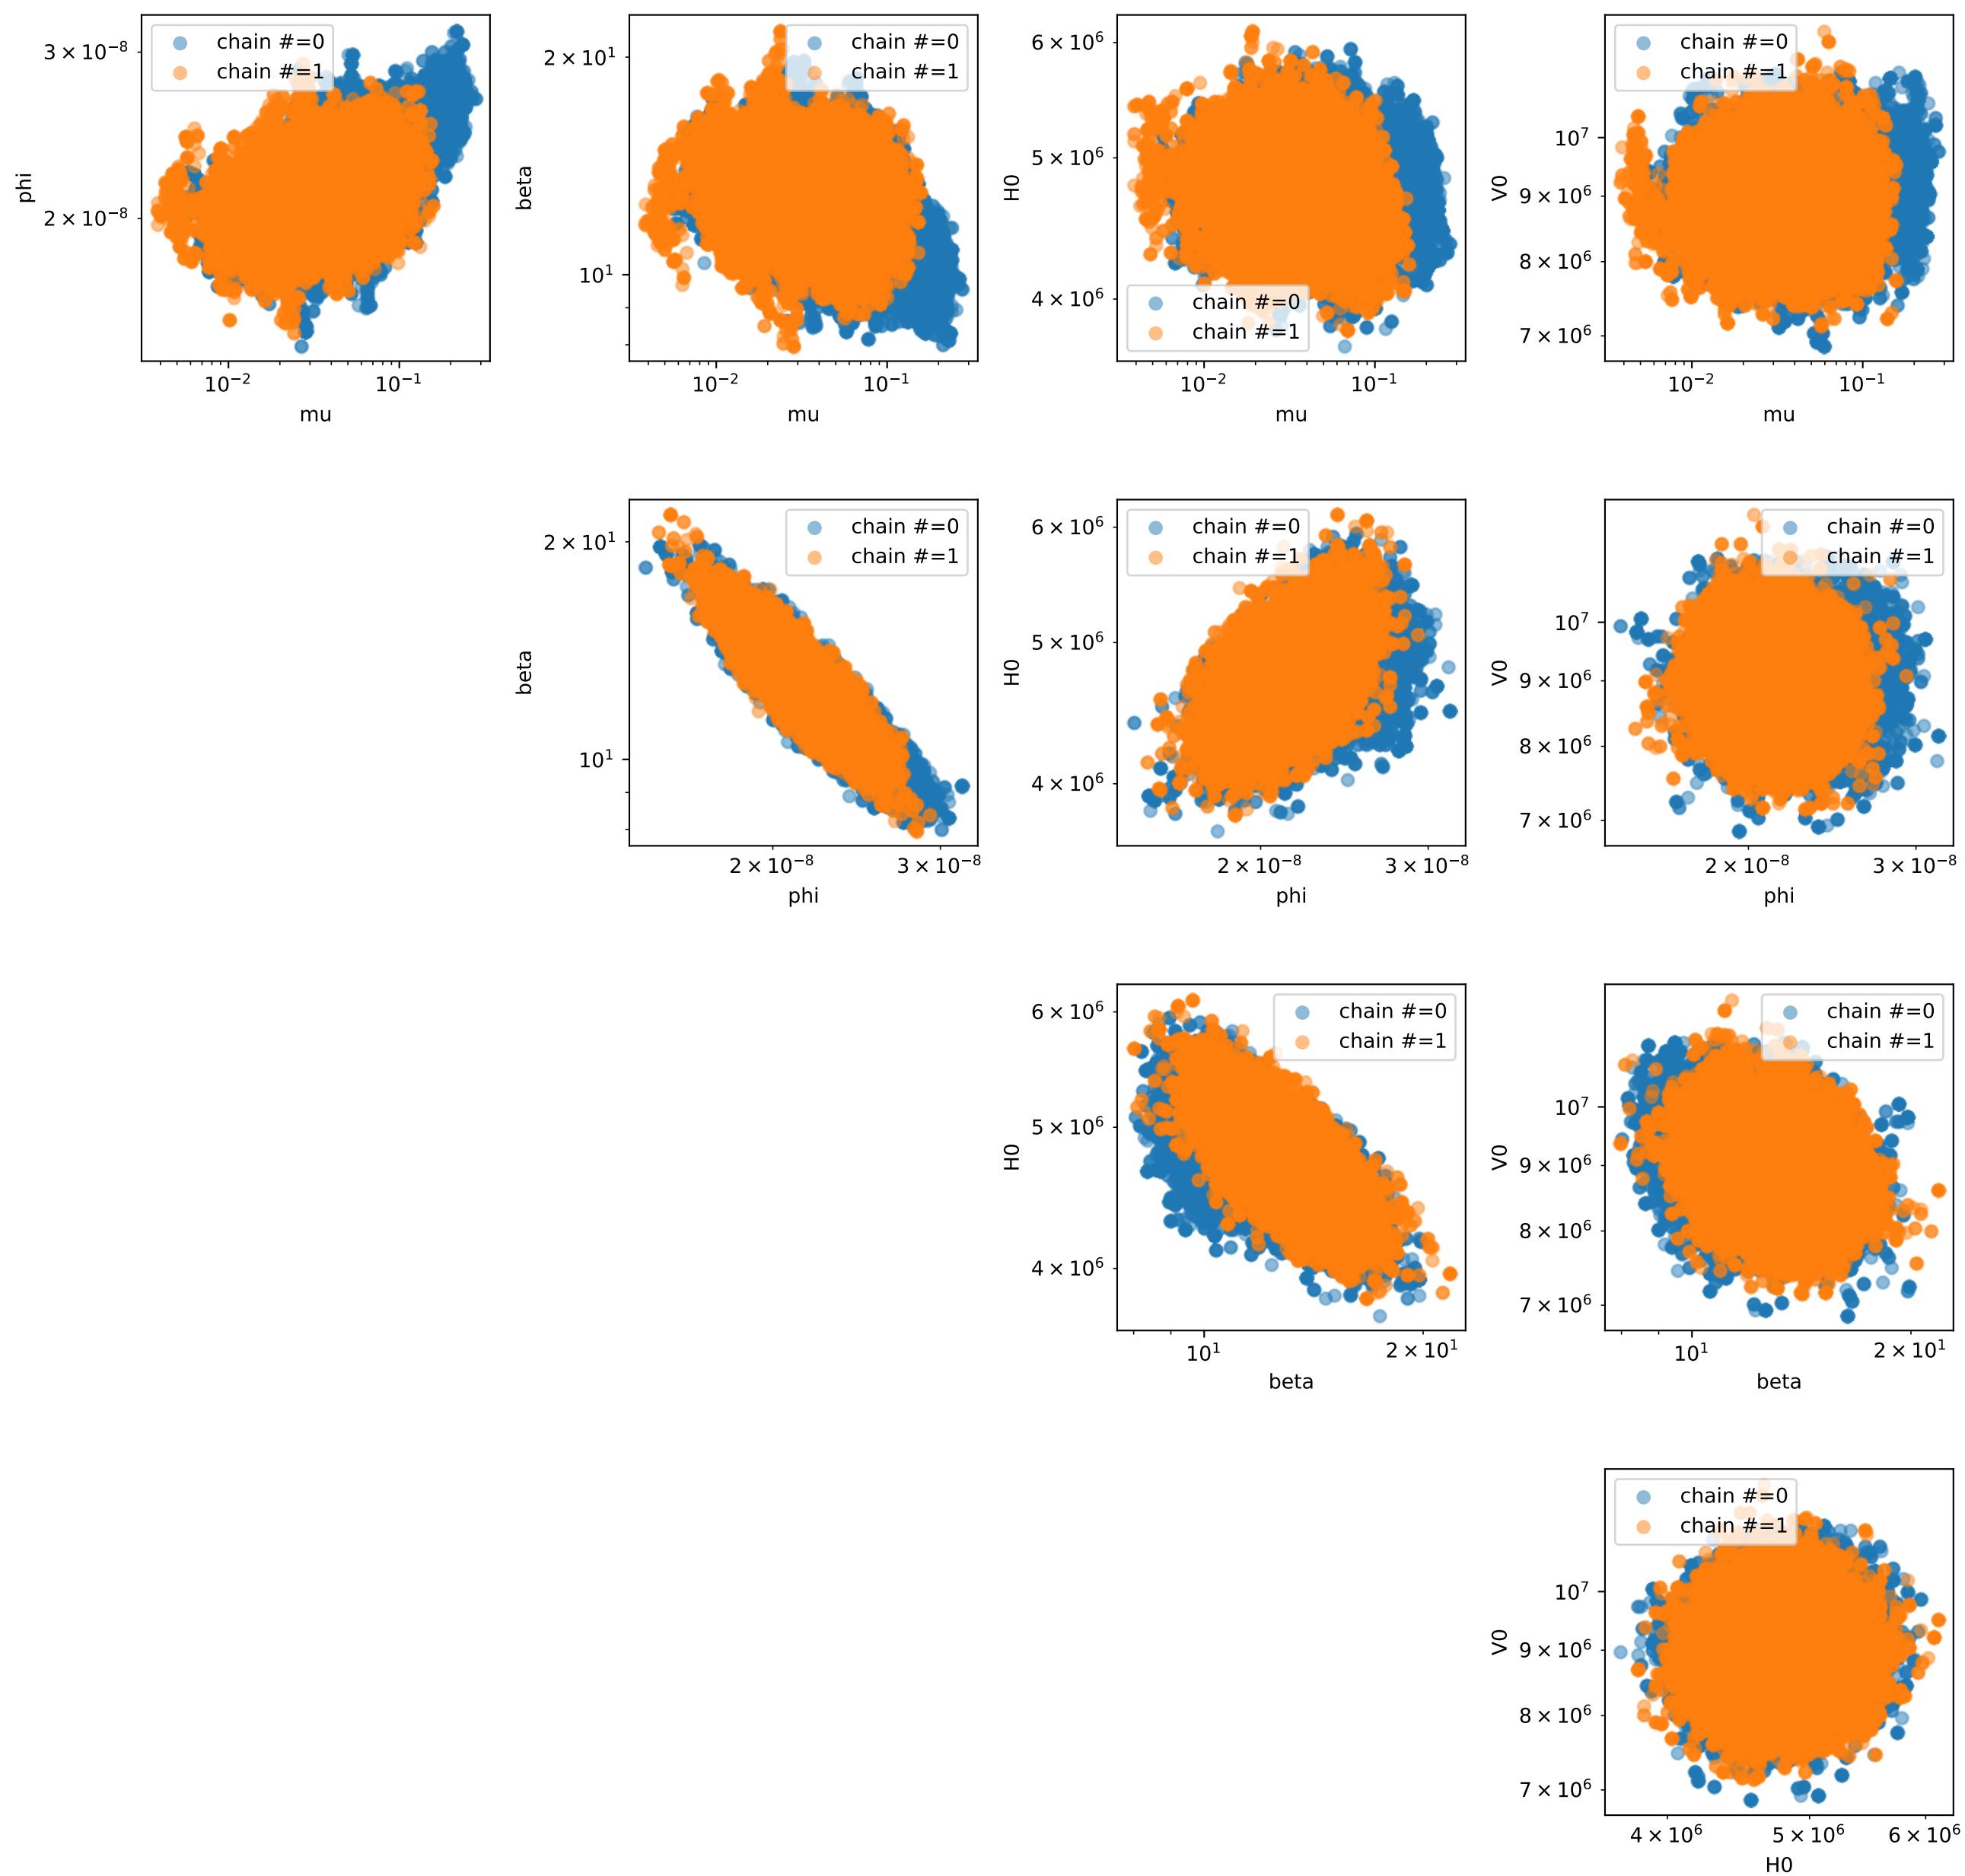 phi
3 × 10⁻⁸
2 × 10⁻⁸
chain #=0
chain #=1
10⁻²
10⁻¹
mu
beta
2 × 10¹
10¹
chain #=0
chain #=1
10⁻²
10⁻¹
mu
H0
6 × 10⁶
5 × 10⁶
4 × 10⁶
chain #=0
chain #=1
10⁻²
10⁻¹
mu
V0
10⁷
9 × 10⁶
8 × 10⁶
7 × 10⁶
chain #=0
chain #=1
10⁻²
10⁻¹
mu
beta
2 × 10¹
10¹
chain #=0
chain #=1
2 × 10⁻⁸
3 × 10⁻⁸
phi
H0
6 × 10⁶
5 × 10⁶
4 × 10⁶
chain #=0
chain #=1
2 × 10⁻⁸
3 × 10⁻⁸
phi
V0
10⁷
9 × 10⁶
8 × 10⁶
7 × 10⁶
chain #=0
chain #=1
2 × 10⁻⁸
3 × 10⁻⁸
phi
H0
6 × 10⁶
5 × 10⁶
4 × 10⁶
chain #=0
chain #=1
10¹
2 × 10¹
beta
V0
10⁷
9 × 10⁶
8 × 10⁶
7 × 10⁶
chain #=0
chain #=1
10¹
2 × 10¹
beta
V0
10⁷
9 × 10⁶
8 × 10⁶
7 × 10⁶
chain #=0
chain #=1
4 × 10⁶
5 × 10⁶
6 × 10⁶
H0